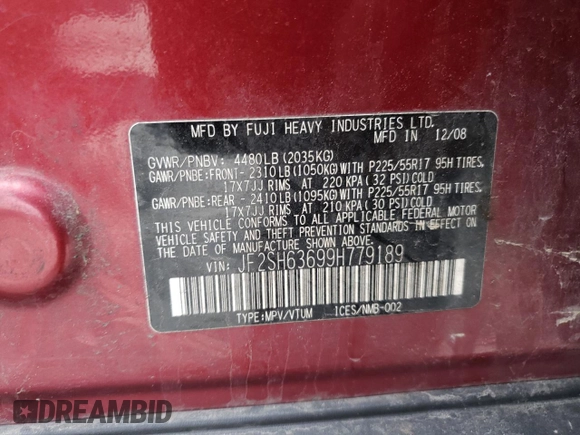 MFD BY FUJI HEAVY INDUSTRIES LTD.
MFD IN 12/08
GVWR/PNBV: 4480LB(2035KG)
GAWR/PNBE:FRONT- 2310LB(1050KG)WITH P225/55R17 95H TIRES.
17X7JJ RIMS AT 220 KPA(32 PSI)COLD
GAWR/PNBE:REAR - 2410LB(1095KG)WITH P225/55R17 95H TIRES.
17X7JJ RIMS AT 210 KPA(30 PSI)COLD
THIS VEHICLE CONFORMS TO ALL APPLICABLE FEDERAL MOTOR
VEHICLE SAFETY AND THEFT PREVENTION STANDARDS IN EFFECT
ON THE DATE OF MANUFACTURE SHOWN ABOVE.
VIN: JF2SH63699H779189
TYPE:MPV/VTUM ICES/NMB-002
DREAMBID